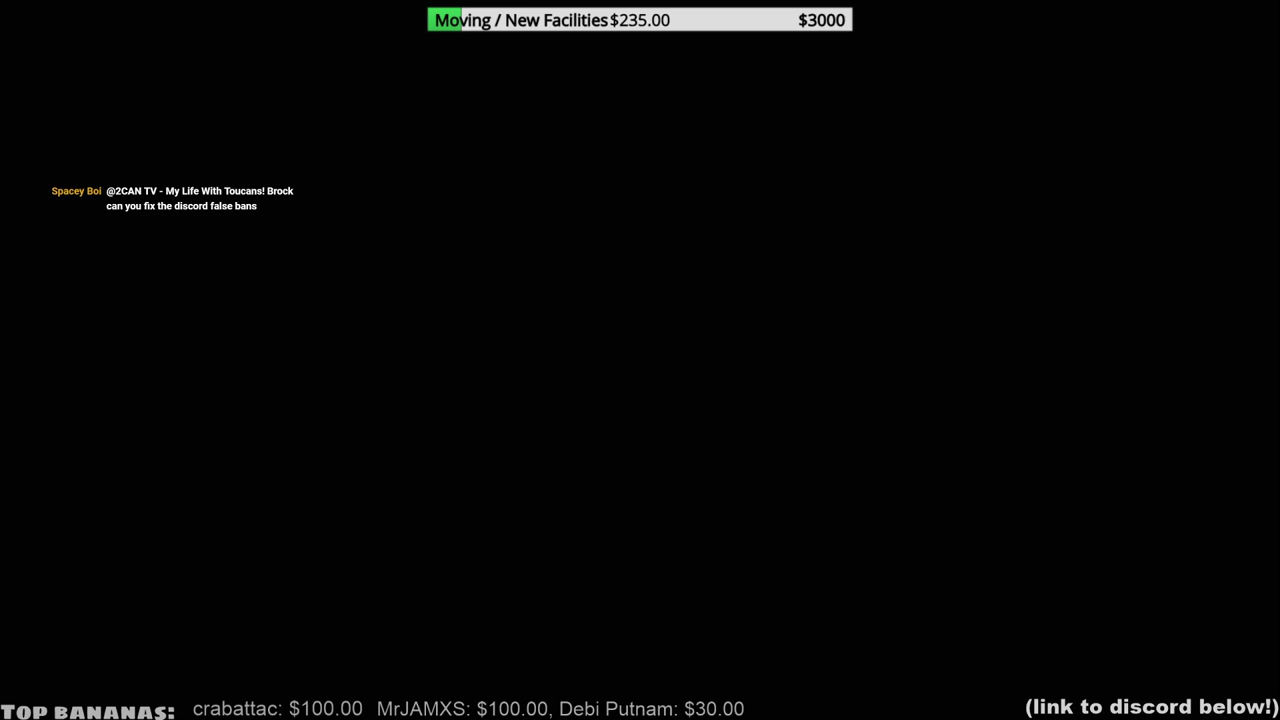 Moving / New Facilities $235.00 $3000
Spacey Boi @2CAN TV - My Life With Toucans! Brock
can you fix the discord false bans
TOP BANANAS: crabattac: $100.00 MrJAMXS: $100.00, Debi Putnam: $30.00 (link to discord below!)